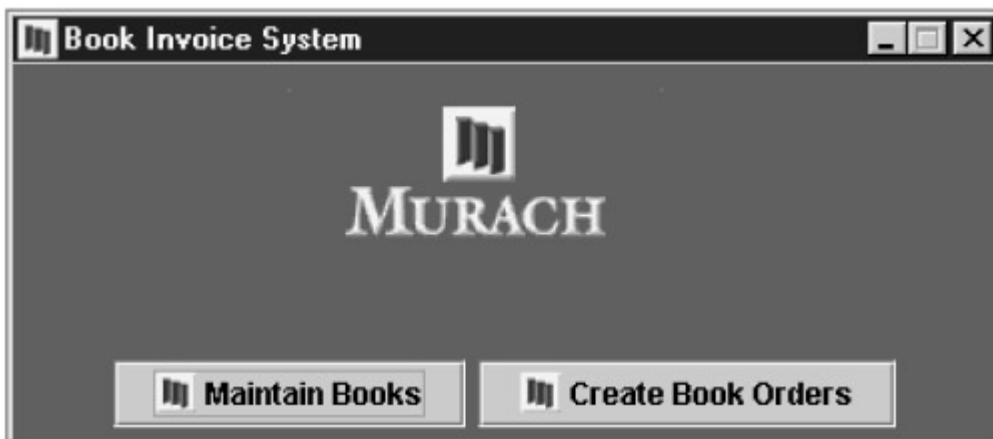 Book Invoice System
MURACH
Maintain Books
Create Book Orders